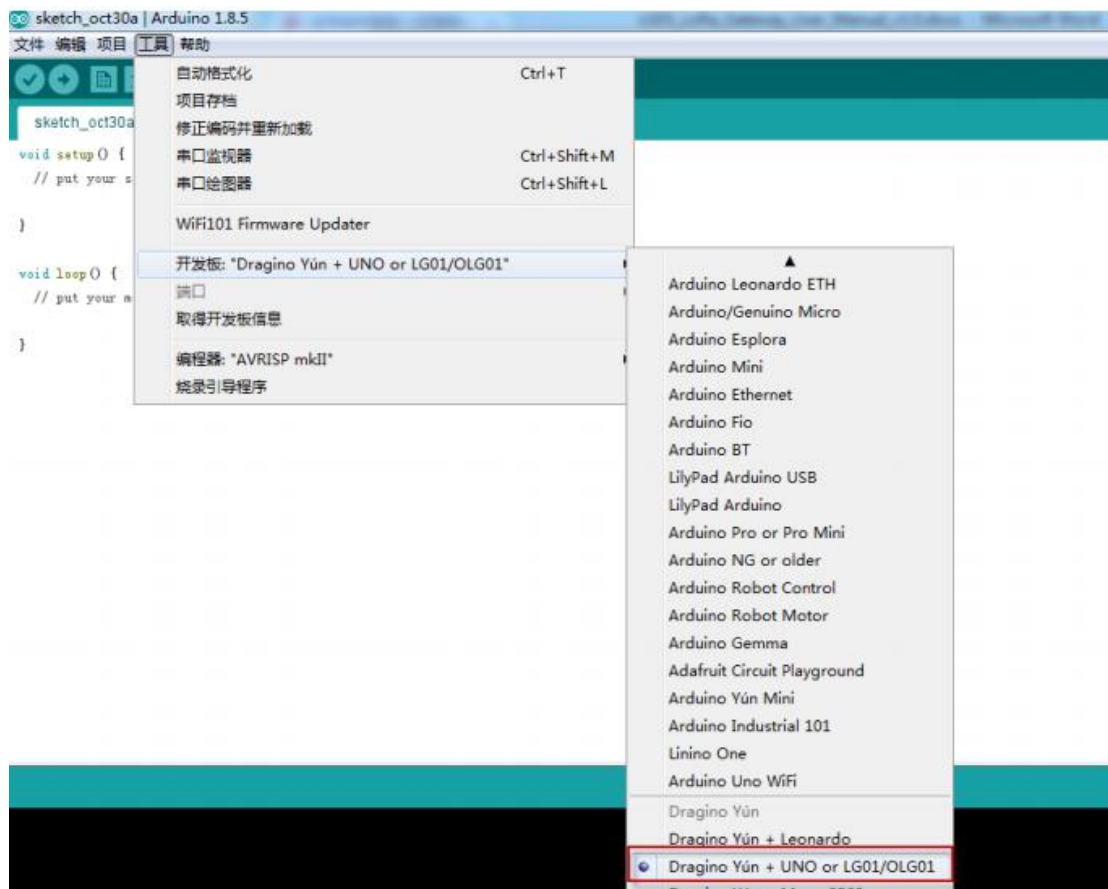 sketch_oct30a | Arduino 1.8.5
文件 编辑 项目 工具 帮助
sketch_oct30a
void setup() {
// put your s
}
void loop() {
// put your m
}
自动格式化 Ctrl+T
项目存档
修正编码并重新加载
串口监视器 Ctrl+Shift+M
串口绘图器 Ctrl+Shift+L
WiFi101 Firmware Updater
开发板: "Dragino Yún + UNO or LG01/OLG01"
端口
取得开发板信息
编程器: "AVRISP mkII"
烧录引导程序
Arduino Leonardo ETH
Arduino/Genuino Micro
Arduino Esplora
Arduino Mini
Arduino Ethernet
Arduino Fio
Arduino BT
LilyPad Arduino USB
LilyPad Arduino
Arduino Pro or Pro Mini
Arduino NG or older
Arduino Robot Control
Arduino Robot Motor
Arduino Gemma
Adafruit Circuit Playground
Arduino Yún Mini
Arduino Industrial 101
Linino One
Arduino Uno WiFi
Dragino Yún
Dragino Yún + Leonardo
Dragino Yún + UNO or LG01/OLG01